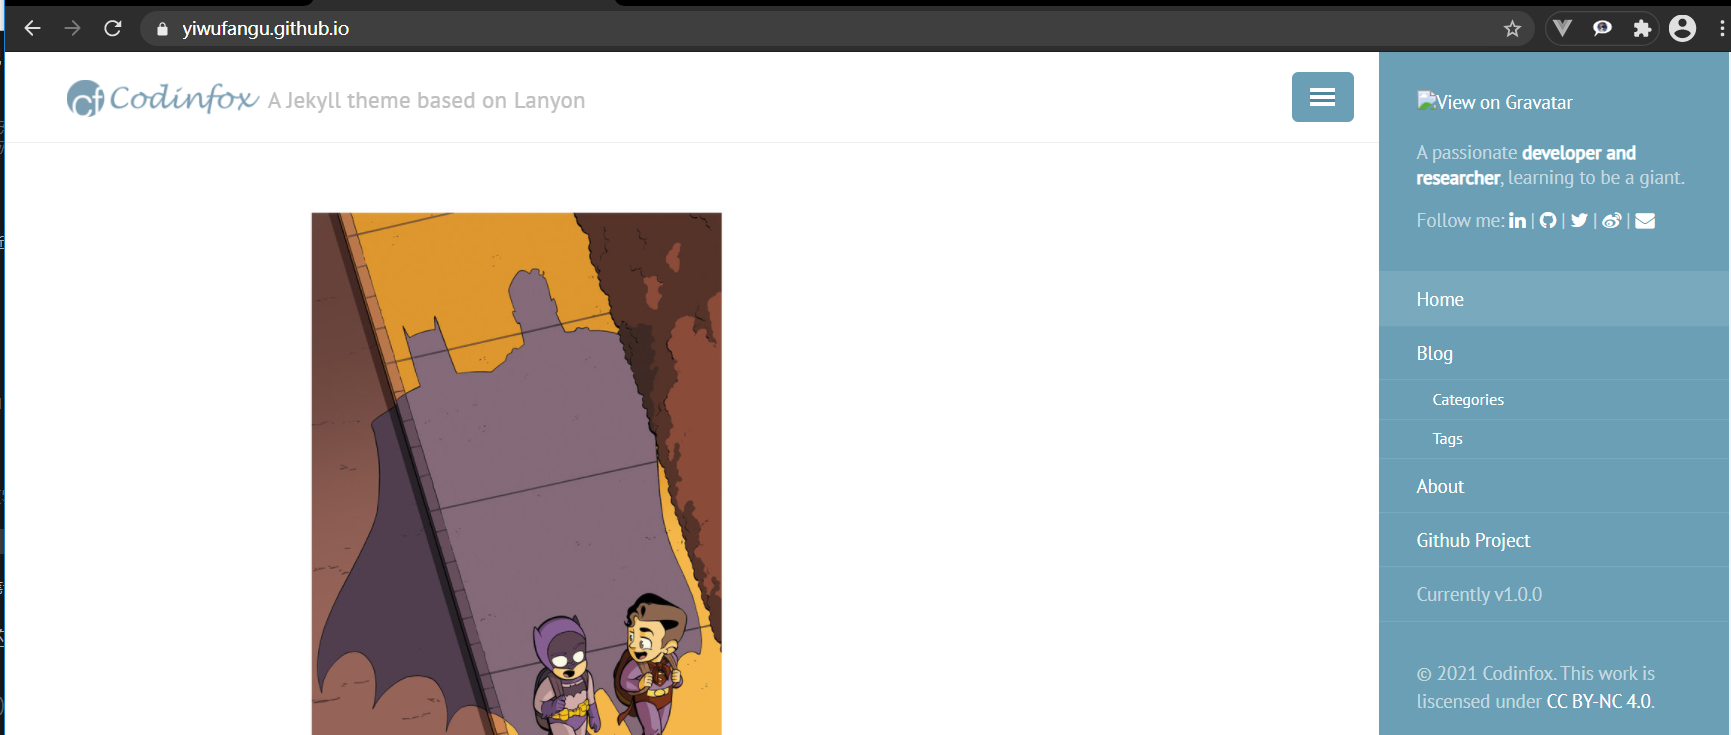 yiwufangu.github.io
Codinfox A Jekyll theme based on Lanyon
View on Gravatar
A passionate developer and
researcher, learning to be a giant.
Follow me: | | | |
Home
Blog
Categories
Tags
About
Github Project
Currently v1.0.0
© 2021 Codinfox. This work is
liscensed under CC BY-NC 4.0.